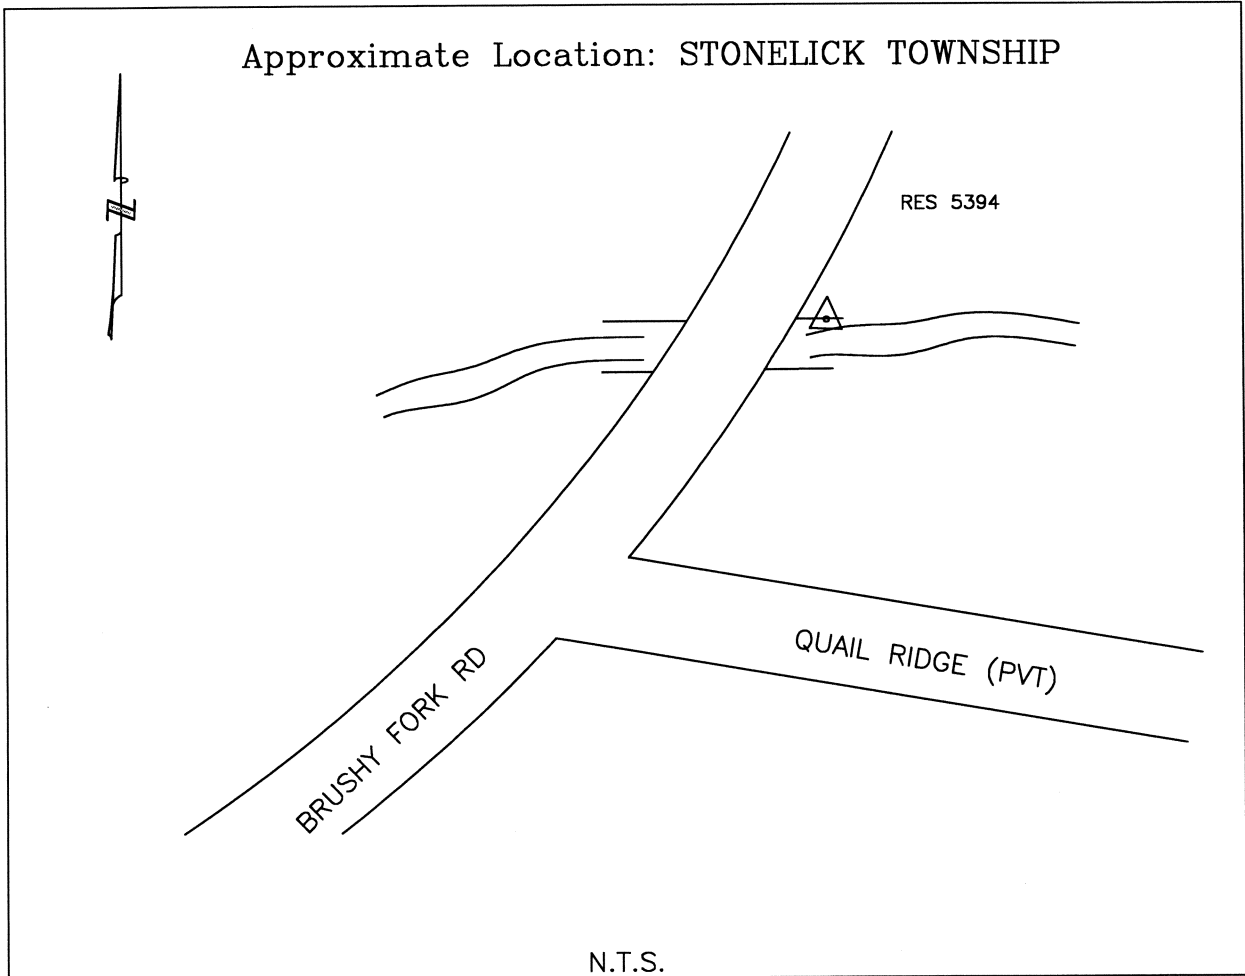 Approximate Location: STONELICK TOWNSHIP
N
RES 5394
QUAIL RIDGE (PVT)
BRUSHY FORK RD
N.T.S.